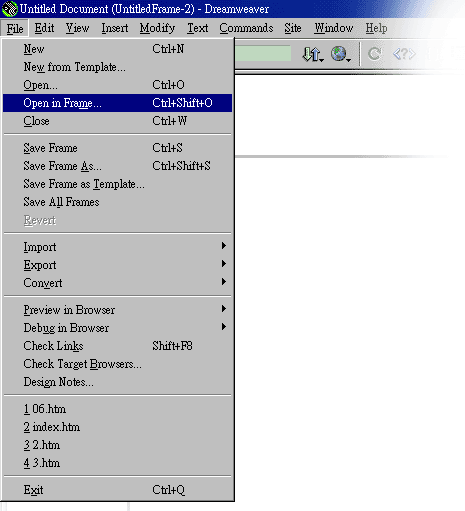 Untitled Document (UntitledFrame-2) - Dreamweaver
File Edit View Insert Modify Text Commands Site Window Help
New Ctrl+N
New from Template...
Open... Ctrl+O
Open in Frame... Ctrl+Shift+O
Close Ctrl+W
Save Frame Ctrl+S
Save Frame As... Ctrl+Shift+S
Save Frame as Template...
Save All Frames
Revert
Import
Export
Convert
Preview in Browser
Debug in Browser
Check Links Shift+F8
Check Target Browsers...
Design Notes...
1 06.htm
2 index.htm
3 2.htm
4 3.htm
Exit Ctrl+Q